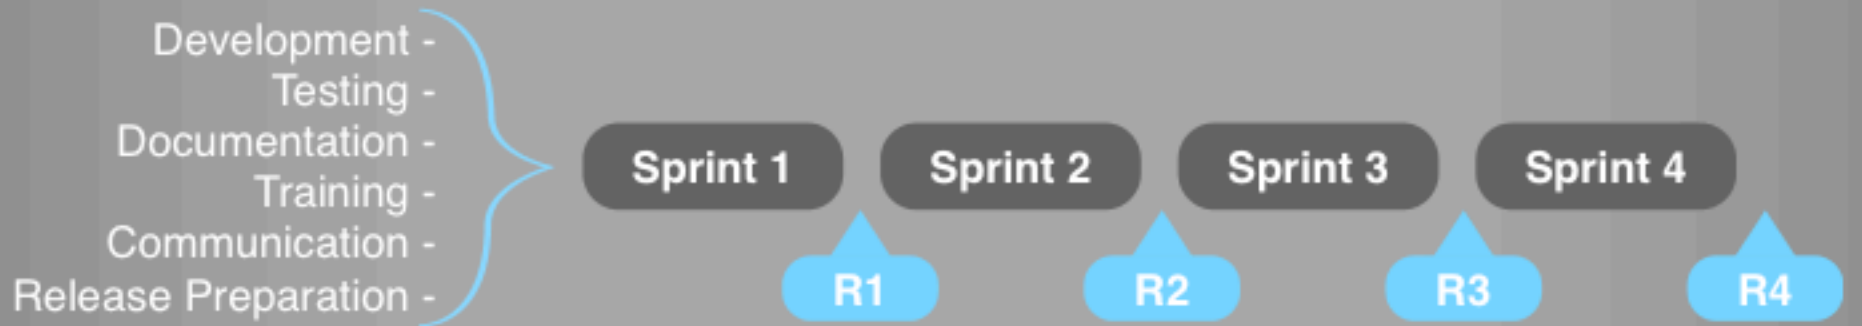 Development -
Testing -
Documentation -
Training -
Communication -
Release Preparation -
Sprint 1 Sprint 2 Sprint 3 Sprint 4
R1 R2 R3 R4